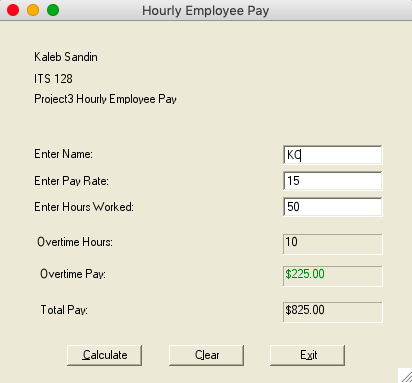 Hourly Employee Pay
Kaleb Sandin
ITS 128
Project3 Hourly Employee Pay
Enter Name: KC
Enter Pay Rate: 15
Enter Hours Worked: 50
Overtime Hours: 10
Overtime Pay: $225.00
Total Pay: $825.00
Calculate Clear Exit